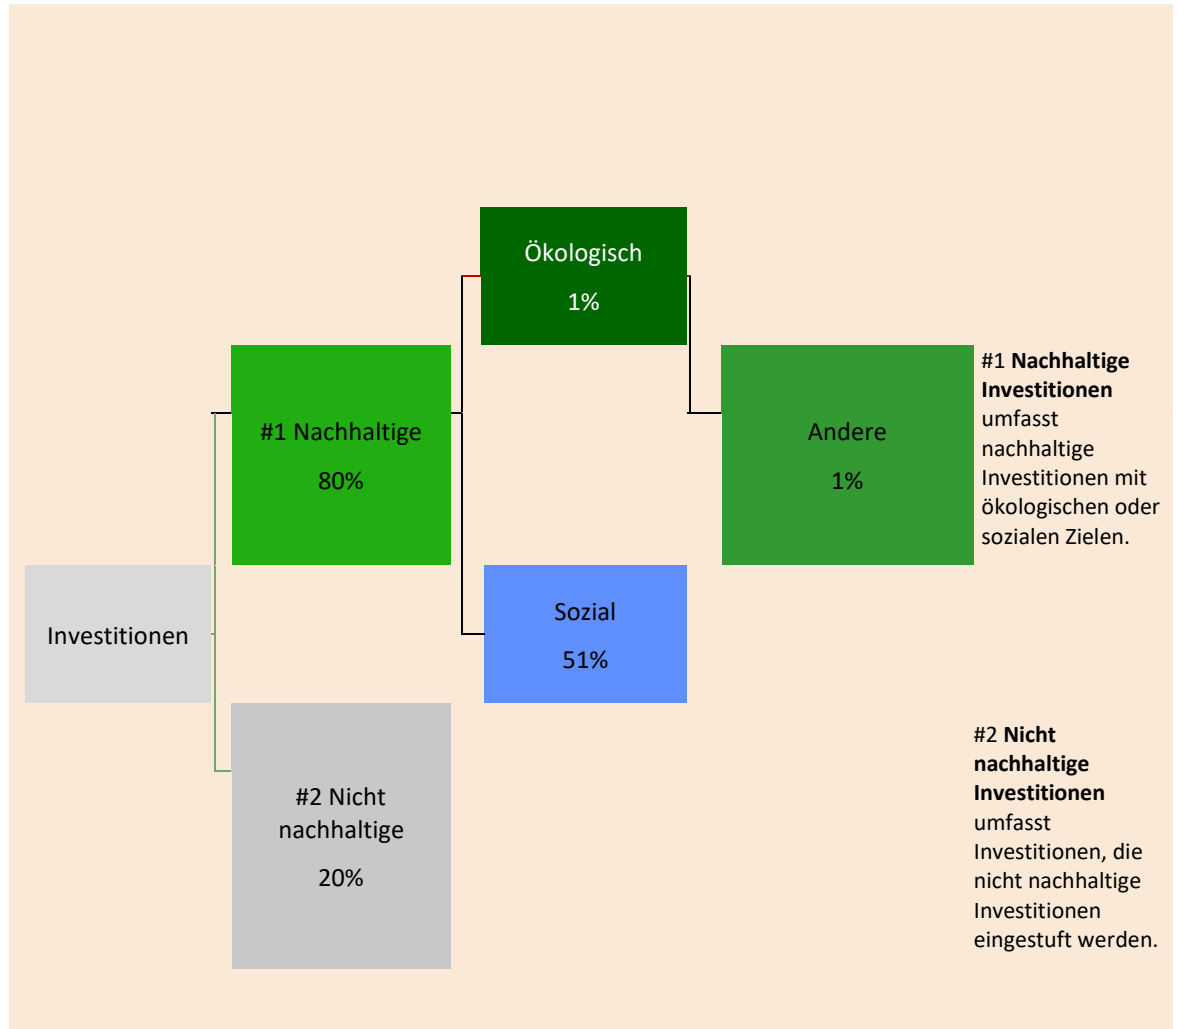 Ökologisch
1%
#1 Nachhaltige
80%
Andere
1%
#1 Nachhaltige
Investitionen
umfasst
nachhaltige
Investitionen mit
ökologischen oder
sozialen Zielen.
Investitionen
Sozial
51%
#2 Nicht
nachhaltige
20%
#2 Nicht
nachhaltige
Investitionen
umfasst
Investitionen, die
nicht nachhaltige
Investitionen
eingestuft werden.